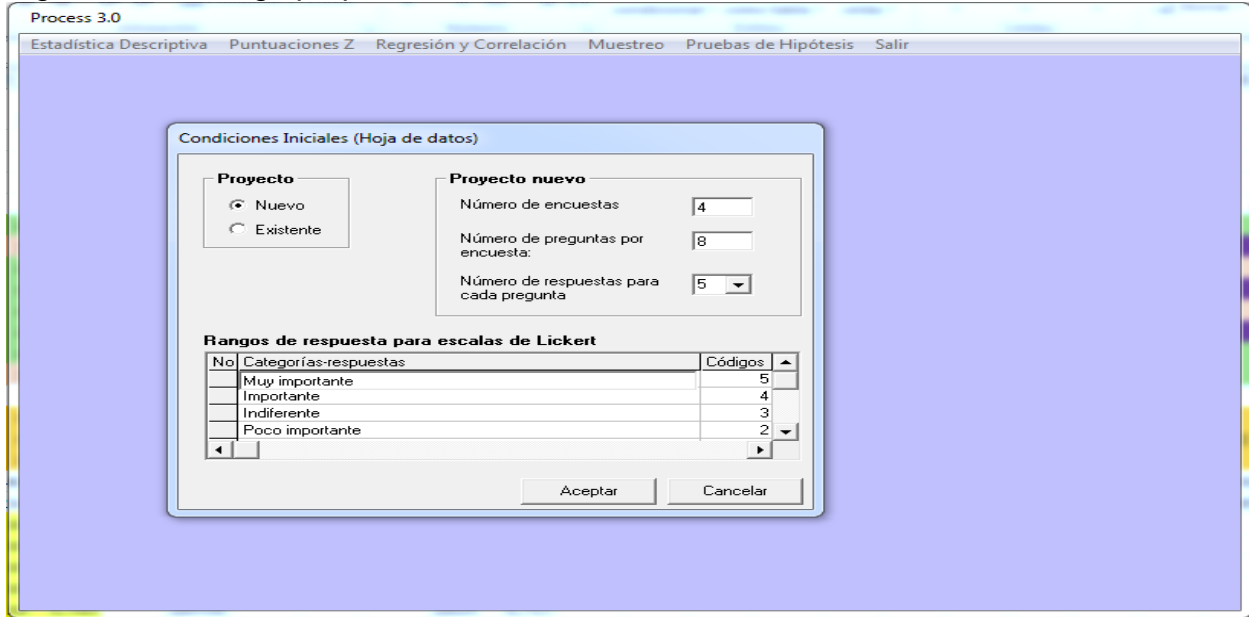 Process 3.0
Estadística Descriptiva Puntuaciones Z Regresión y Correlación Muestreo Pruebas de Hipótesis Salir
Condiciones Iniciales (Hoja de datos)
Proyecto
Nuevo
Existente
Proyecto nuevo
Número de encuestas 4
Número de preguntas por
encuesta: 8
Número de respuestas para
cada pregunta 5
Rangos de respuesta para escalas de Lickert
No Categorías-respuestas Códigos
Muy importante 5
Importante 4
Indiferente 3
Poco importante 2
Aceptar Cancelar